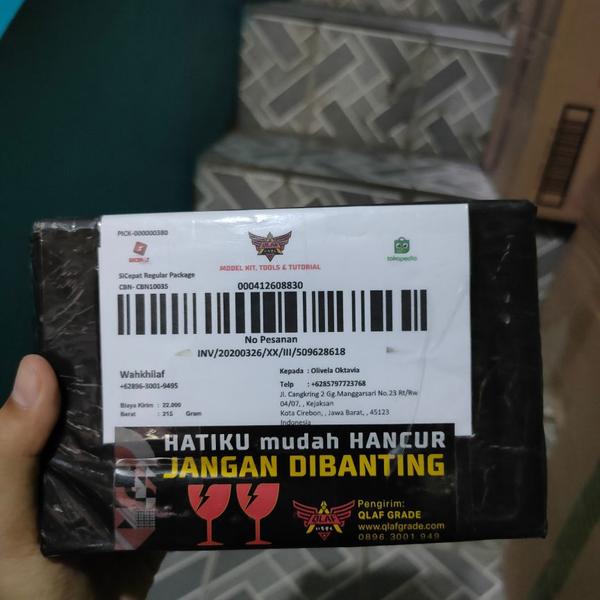 PICK-000000380
SICEPAT
QLAF
tokopedia
MODEL KIT, TOOLS & TUTORIAL
SiCepat Regular Package
CBN- CBN10035
000412608830
No Pesanan
INV/20200326/XX/III/509628618
Wahkhilaf
+62896-3001-9495
Biaya Kirim : 22.000
Berat : 215 Gram
Kepada : Olivela Oktavia
Telp : +6285797723768
Jl. Cangkring 2 Gg.Manggarsari No.23 Rt/Rw
04/07, , Kejaksan
Kota Cirebon, , Jawa Barat, , 45123
Indonesia
HATIKU mudah HANCUR
JANGAN DIBANTING
QLAF
Pengirim:
QLAF GRADE
www.qlafgrade.com
0896 3001 949